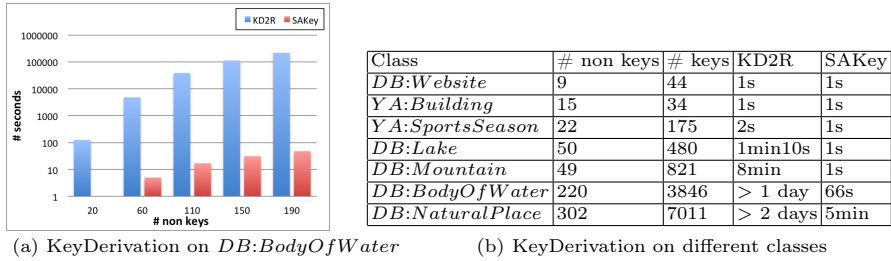 KD2R SAKey
1000000
100000
10000
1000
100
10
1
# seconds
20 60 110 150 190
# non keys
(a) KeyDerivation on DB:BodyOfWater
Class # non keys # keys KD2R SAKey
DB:Website 9 44 1s 1s
YA:Building 15 34 1s 1s
YA:SportsSeason 22 175 2s 1s
DB:Lake 50 480 1min10s 1s
DB:Mountain 49 821 8min 1s
DB:BodyOfWater 220 3846 > 1 day 66s
DB:NaturalPlace 302 7011 > 2 days 5min
(b) KeyDerivation on different classes